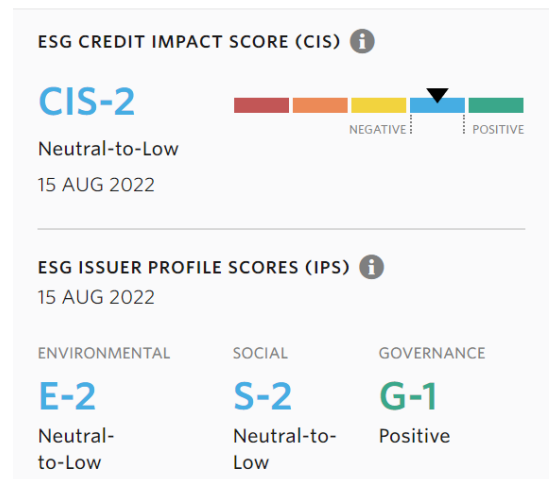 ESG CREDIT IMPACT SCORE (CIS) i
CIS-2
NEGATIVE POSITIVE
Neutral-to-Low
15 AUG 2022
ESG ISSUER PROFILE SCORES (IPS) i
15 AUG 2022
ENVIRONMENTAL SOCIAL GOVERNANCE
E-2 S-2 G-1
Neutral- Neutral-to- Positive
to-Low Low